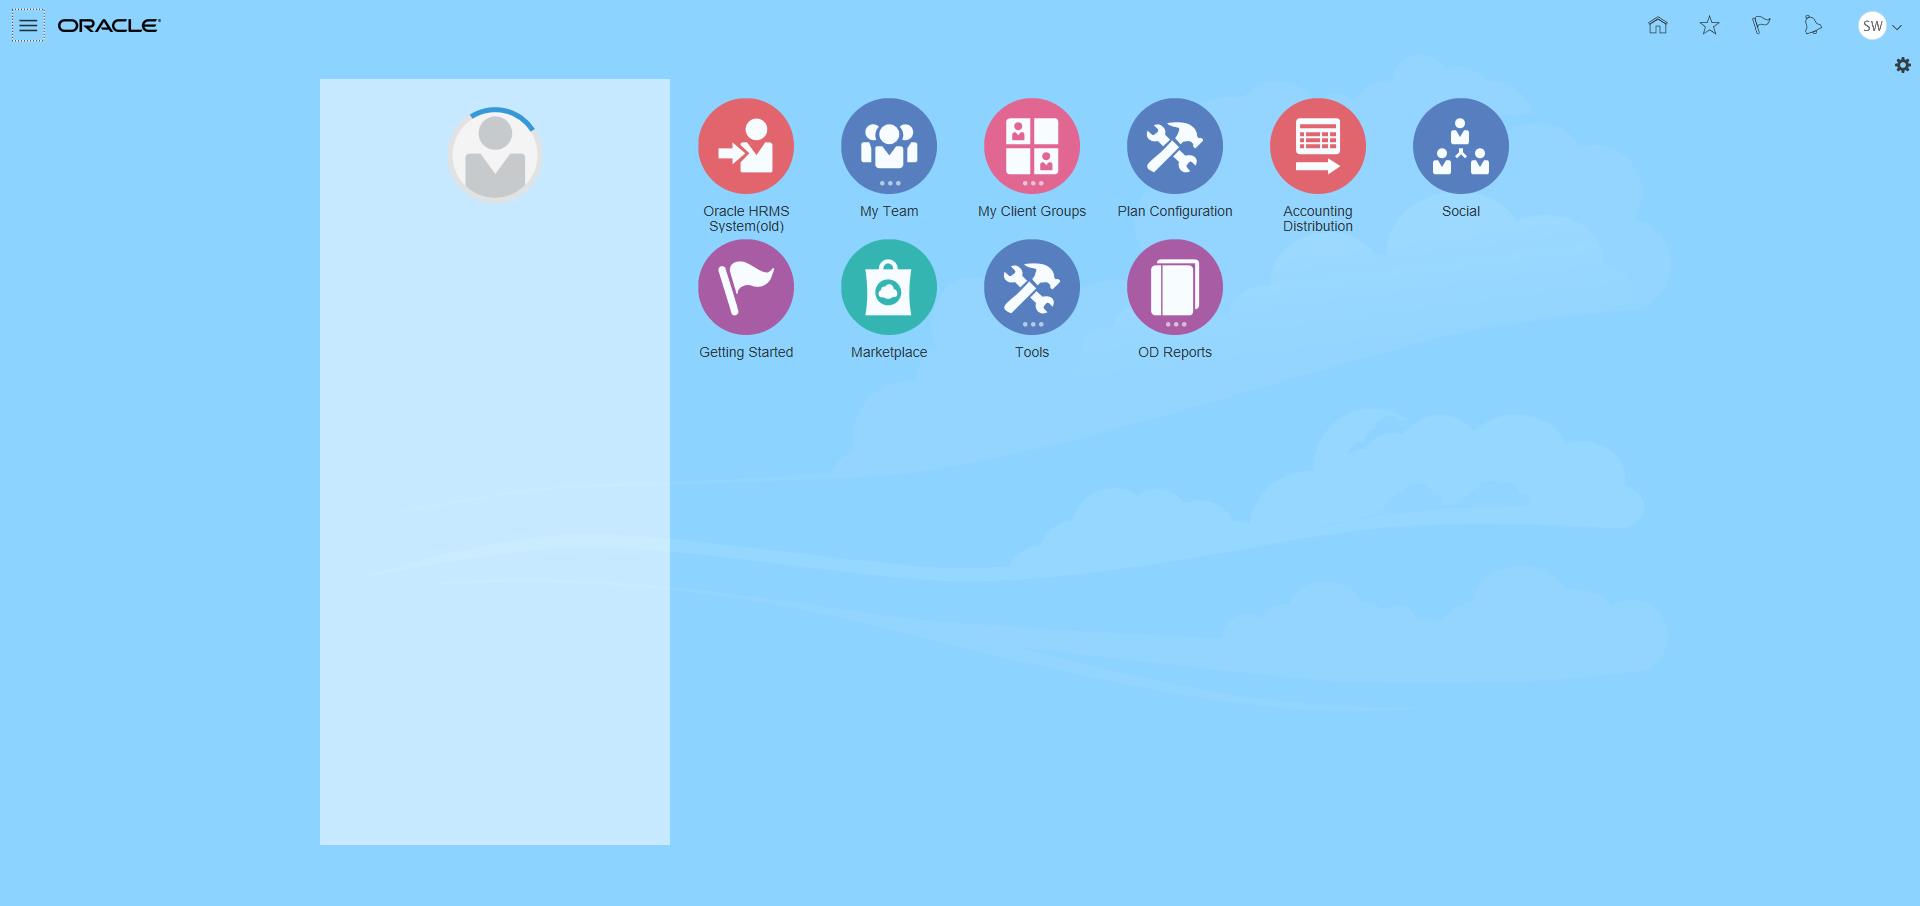 ORACLE
SW
Oracle HRMS
System(old)
My Team
My Client Groups
Plan Configuration
Accounting
Distribution
Social
Getting Started
Marketplace
Tools
OD Reports